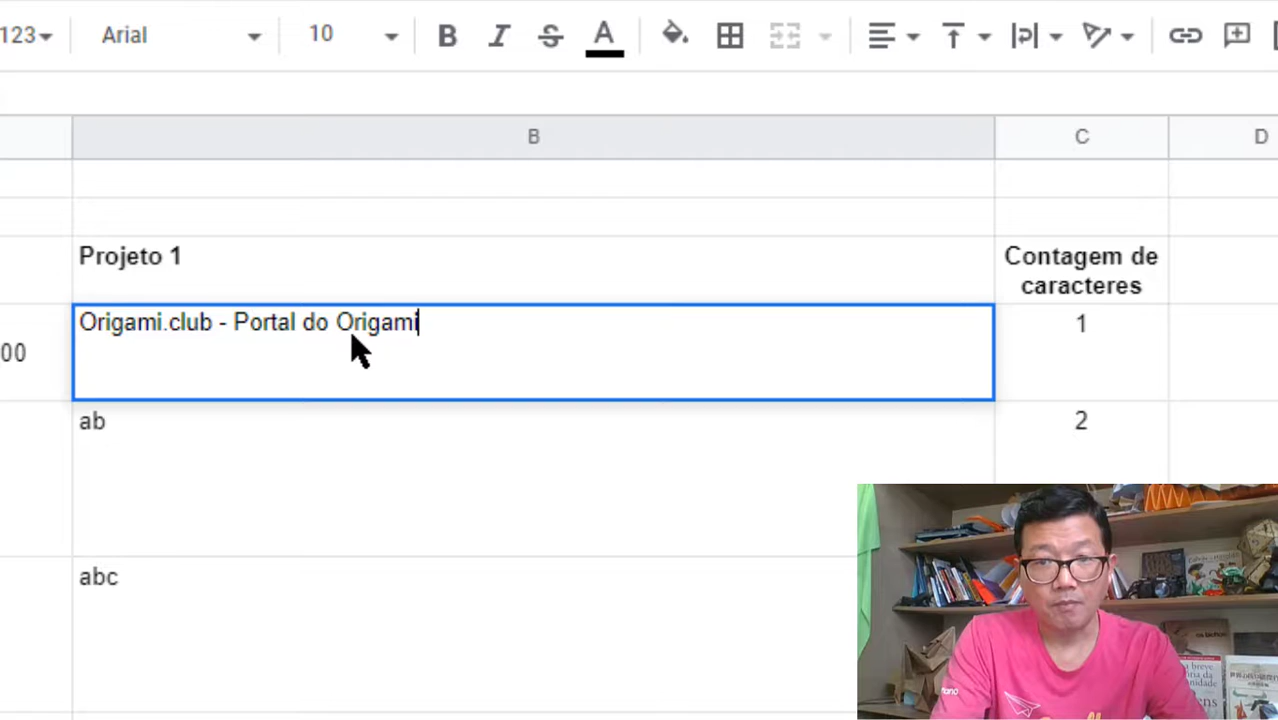 123
Arial
10
B
I
S
A
B
C
D
Projeto 1
Contagem de
caracteres
Origami.club - Portal do Origami
1
00
ab
2
abc